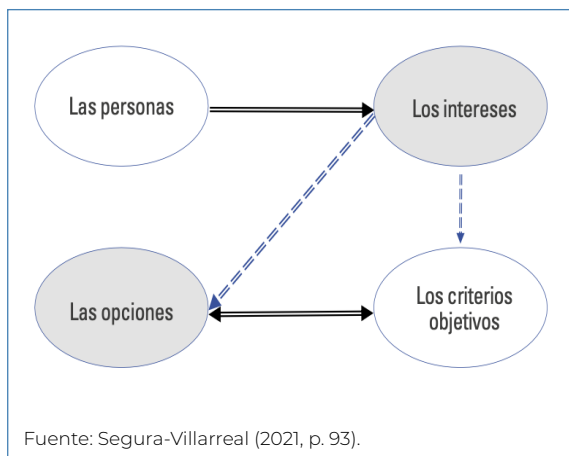 Las personas
Los intereses
Las opciones
Los criterios
objetivos
Fuente: Segura-Villarreal (2021, p. 93).